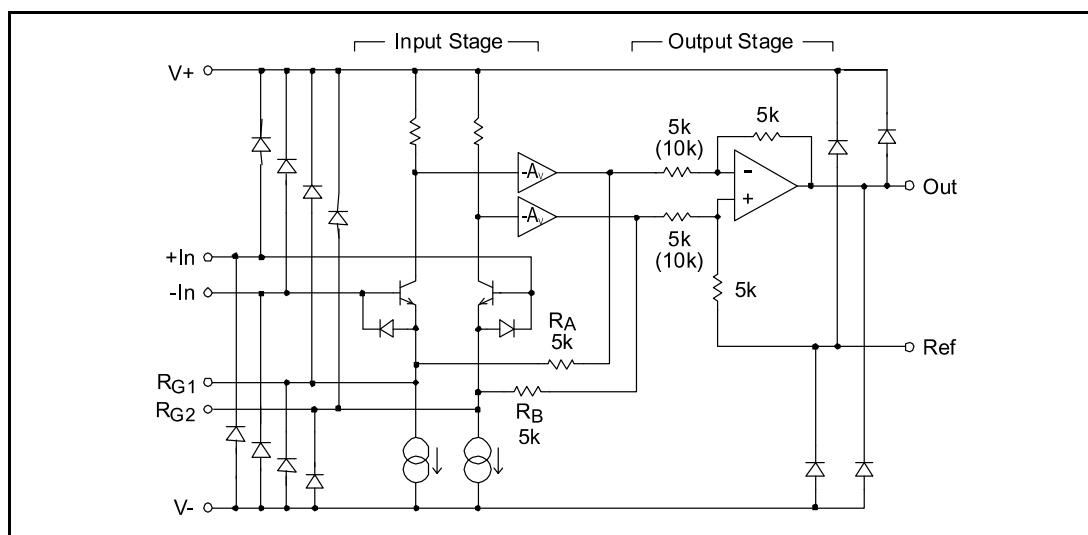 Input Stage
Output Stage
V+
5k
(10k)
5k
-Av
-
Out
-Av
+
5k
(10k)
+In
-In
5k
RA
5k
Ref
RG1
RG2
RB
5k
V-